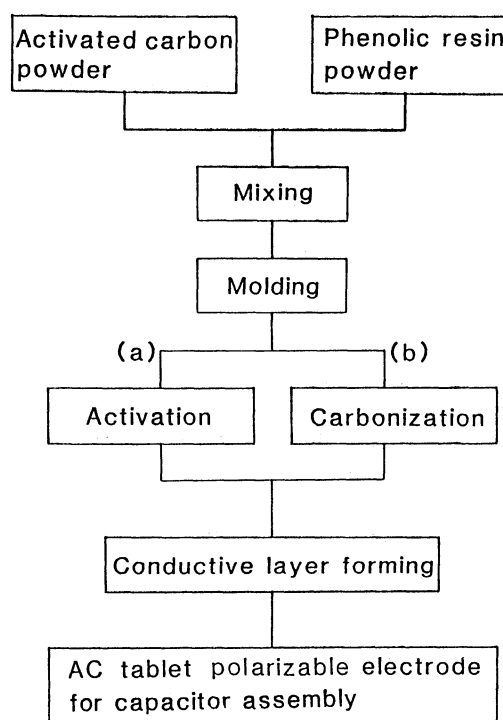 Activated carbon
powder
Phenolic resin
powder
Mixing
Molding
(a)
(b)
Activation
Carbonization
Conductive layer forming
AC tablet polarizable electrode
for capacitor assembly